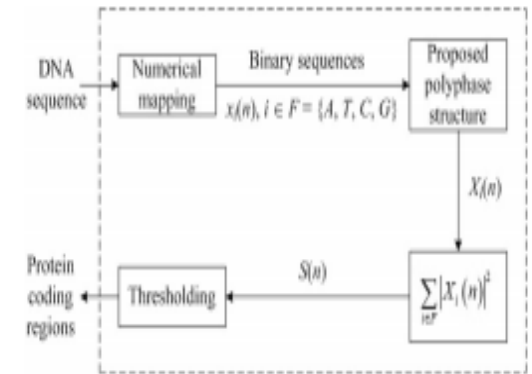 DNA
sequence
Numerical
mapping
Binary sequences
xᵢ(n), i ∈ F = {A, T, C, G}
Proposed
polyphase
structure
Xᵢ(n)
∑ᵢ∈F |Xᵢ(n)|²
S(n)
Thresholding
Protein
coding
regions